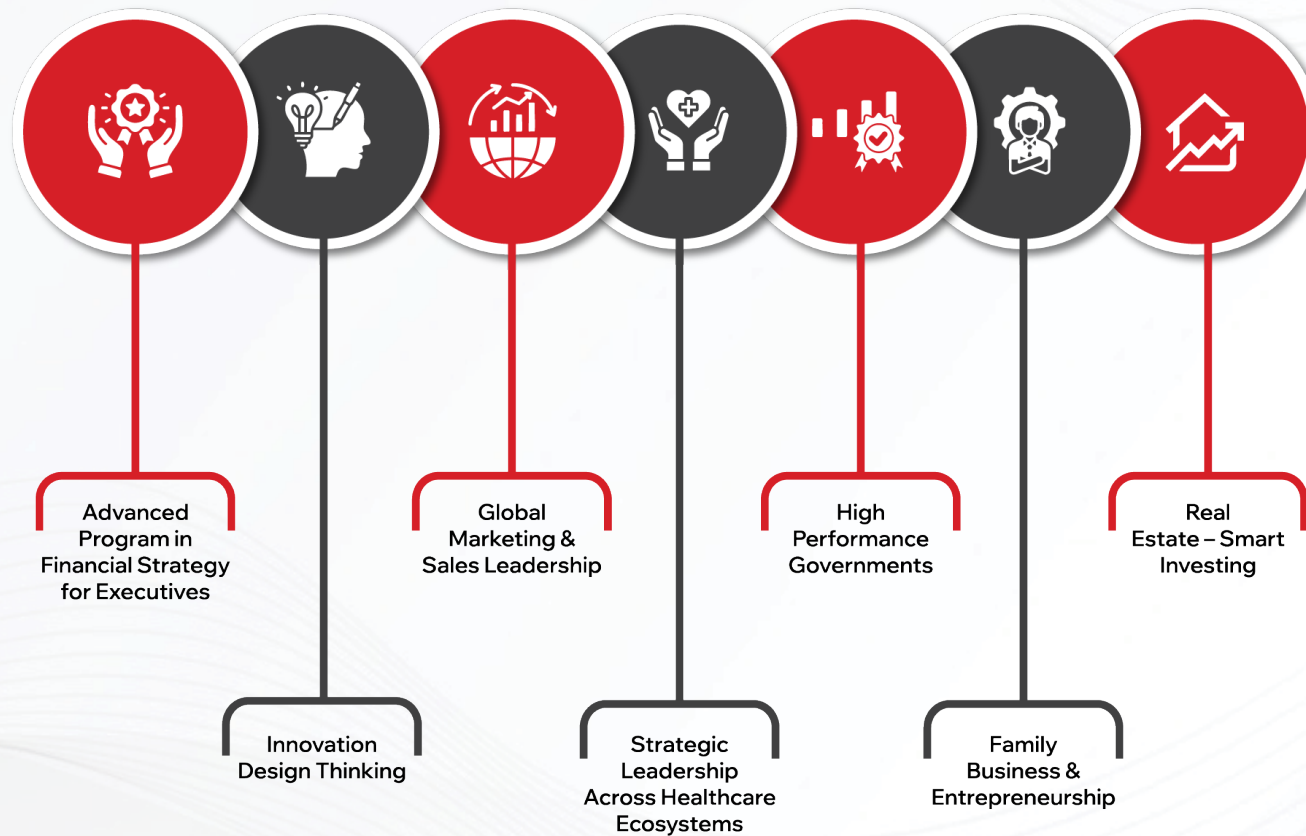 Advanced
Program in
Financial Strategy
for Executives
Innovation
Design Thinking
Global
Marketing &
Sales Leadership
Strategic
Leadership
Across Healthcare
Ecosystems
High
Performance
Governments
Family
Business &
Entrepreneurship
Real
Estate – Smart
Investing